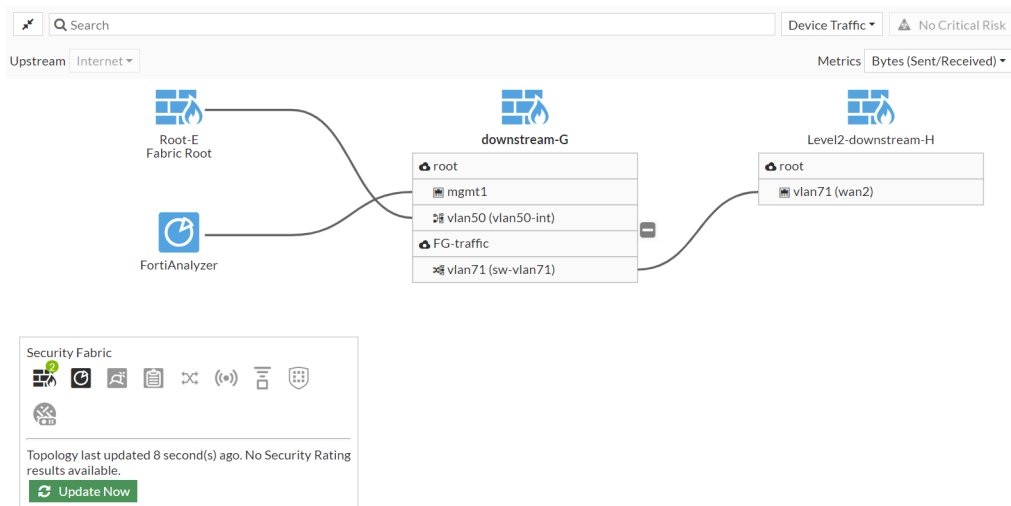 Search
Device Traffic
No Critical Risk
Upstream
Internet
Metrics
Bytes (Sent/Received)
Root-E
Fabric Root
FortiAnalyzer
downstream-G
root
mgmt1
vlan50 (vlan50-int)
FG-traffic
vlan71 (sw-vlan71)
Level2-downstream-H
root
vlan71 (wan2)
Security Fabric
2
Topology last updated 8 second(s) ago. No Security Rating
results available.
Update Now